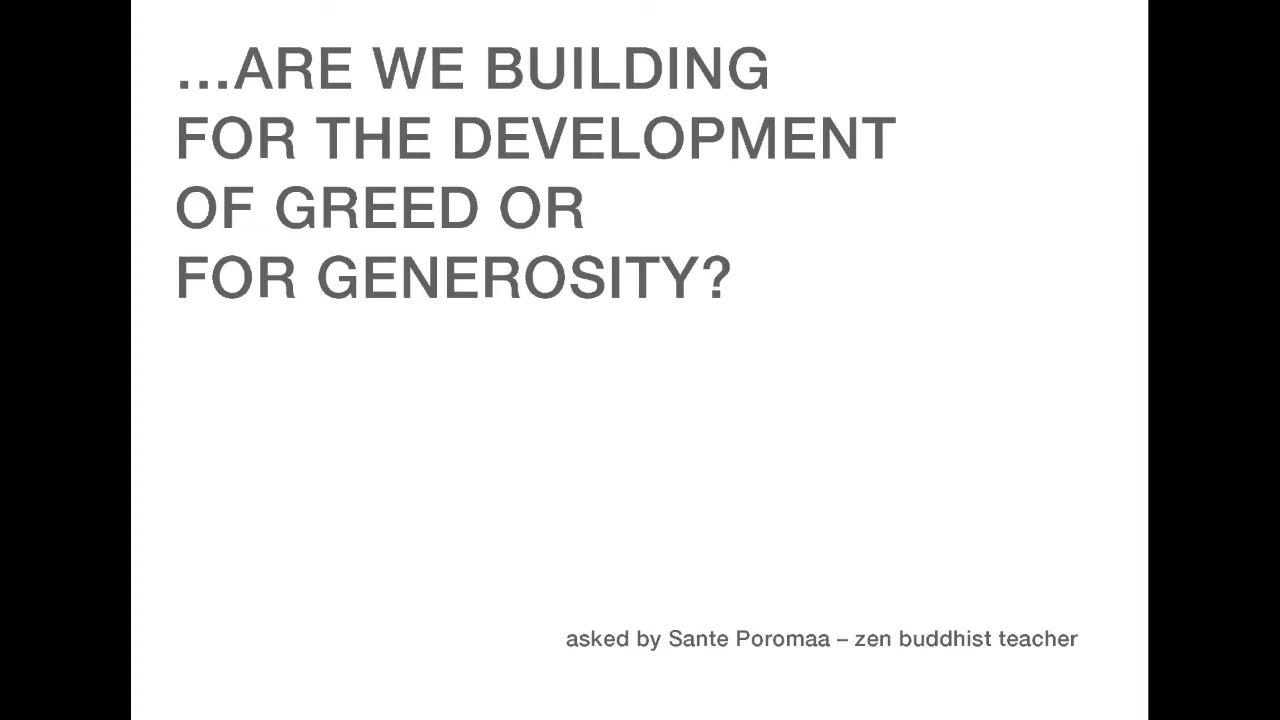 ...ARE WE BUILDING
FOR THE DEVELOPMENT
OF GREED OR
FOR GENEROSITY?
asked by Sante Poromaa – zen buddhist teacher